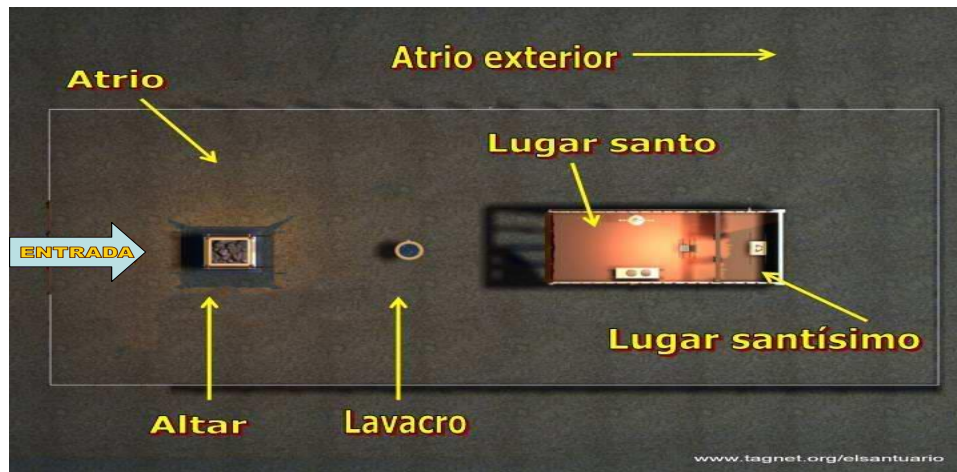 Atrio exterior
Atrio
Lugar santo
ENTRADA
Lugar santísimo
Altar
Lavacro
www.tagnet.org/elsantuario